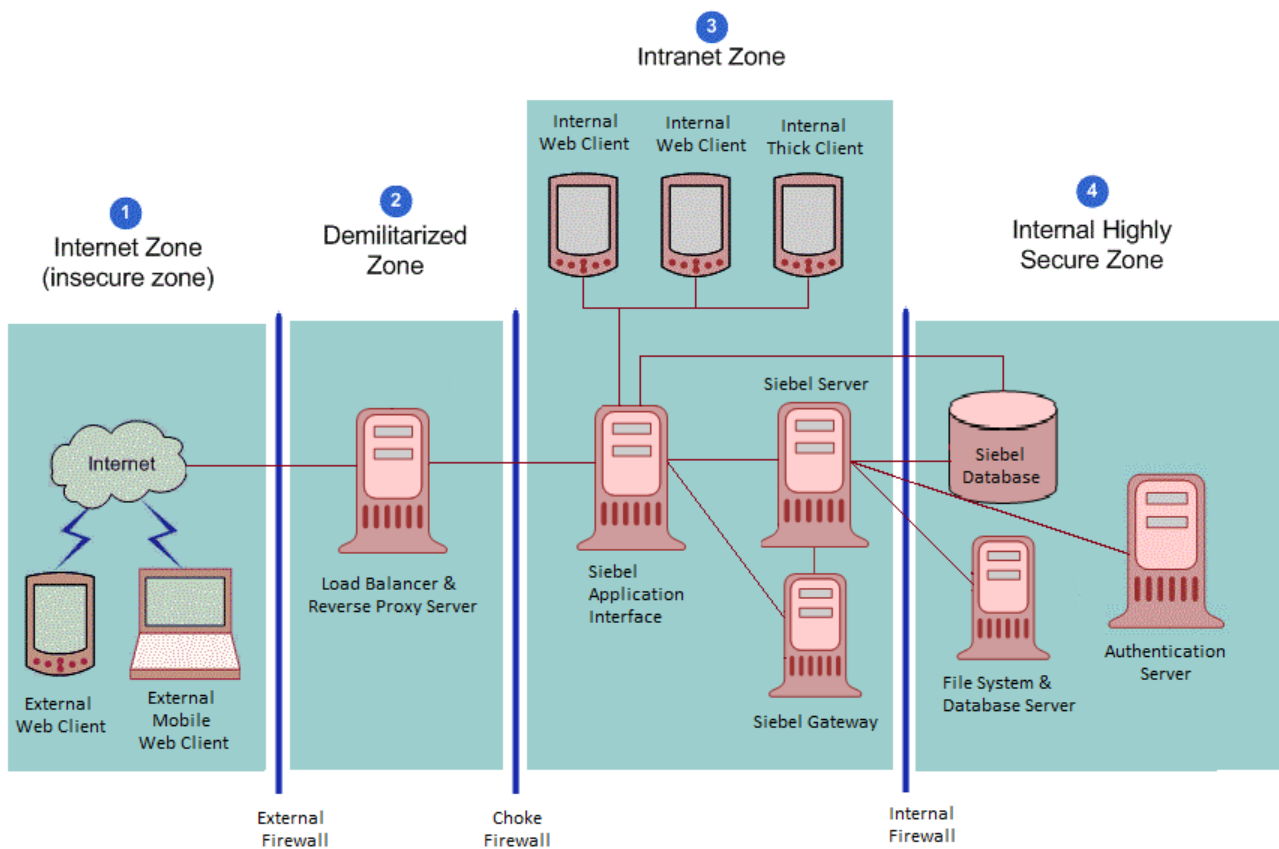 3
Intranet Zone
Internal
Web Client
Internal
Web Client
Internal
Thick Client
1
Internet Zone
(insecure zone)
2
Demilitarized
Zone
4
Internal Highly
Secure Zone
Internet
External
Web Client
External
Mobile
Web Client
Load Balancer &
Reverse Proxy Server
Siebel
Application
Interface
Siebel Server
Siebel Gateway
Siebel
Database
File System &
Database Server
Authentication
Server
External
Firewall
Choke
Firewall
Internal
Firewall